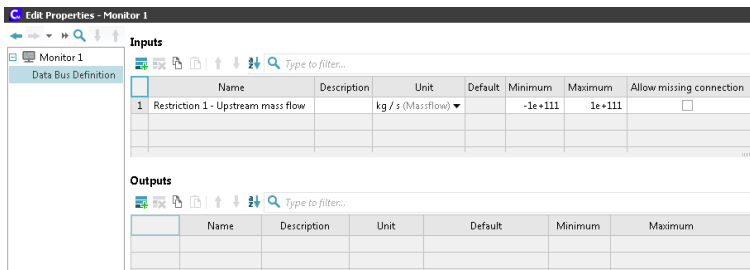 Edit Properties - Monitor 1
Monitor 1
Data Bus Definition
Inputs
Type to filter...
Name Description Unit Default Minimum Maximum Allow missing connection
1 Restriction 1 - Upstream mass flow kg / s (Massflow) -1e+111 1e+111
Outputs
Type to filter...
Name Description Unit Default Minimum Maximum